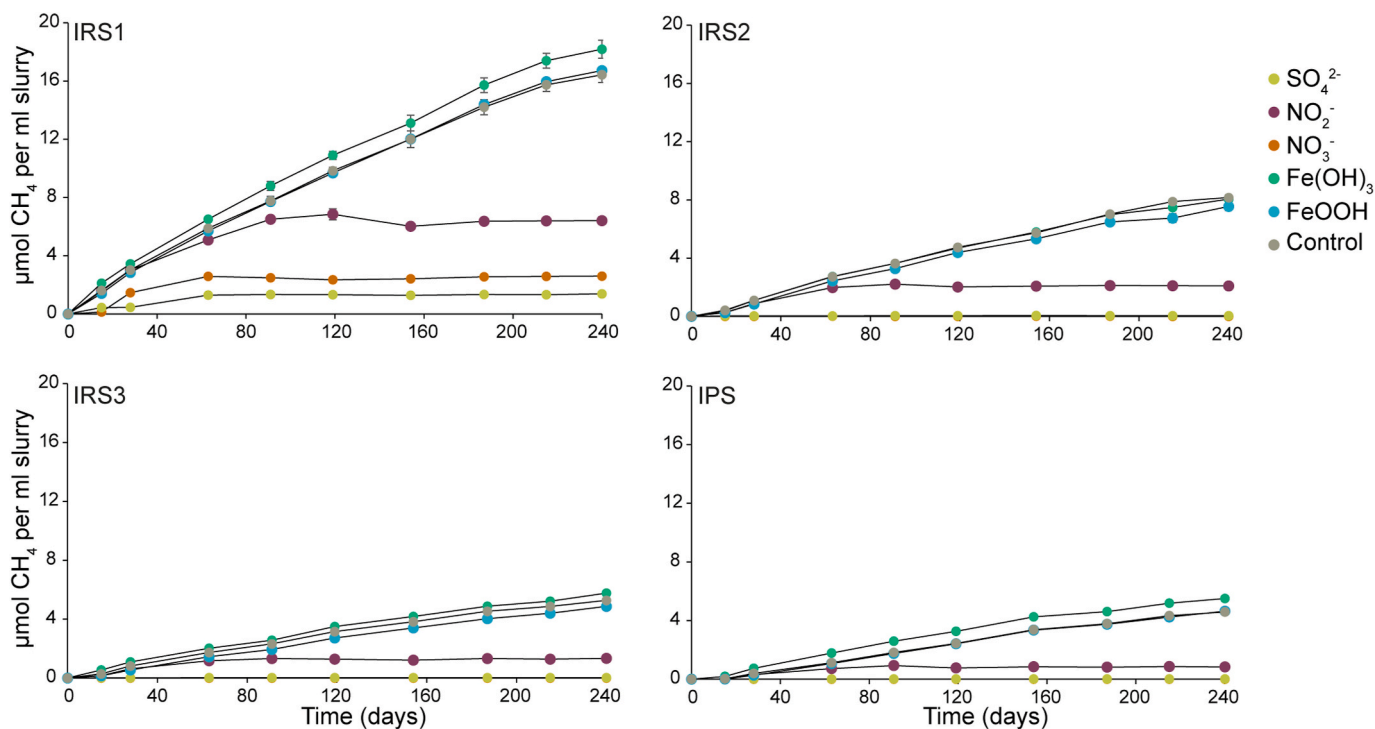 IRS1
μmol CH₄ per ml slurry
20
16
12
8
4
0
0 40 80 120 160 200 240
IRS2
20
16
12
8
4
0
0 40 80 120 160 200 240
SO₄²⁻
NO₂⁻
NO₃⁻
Fe(OH)₃
FeOOH
Control
IRS3
μmol CH₄ per ml slurry
20
16
12
8
4
0
0 40 80 120 160 200 240
Time (days)
IPS
20
16
12
8
4
0
0 40 80 120 160 200 240
Time (days)